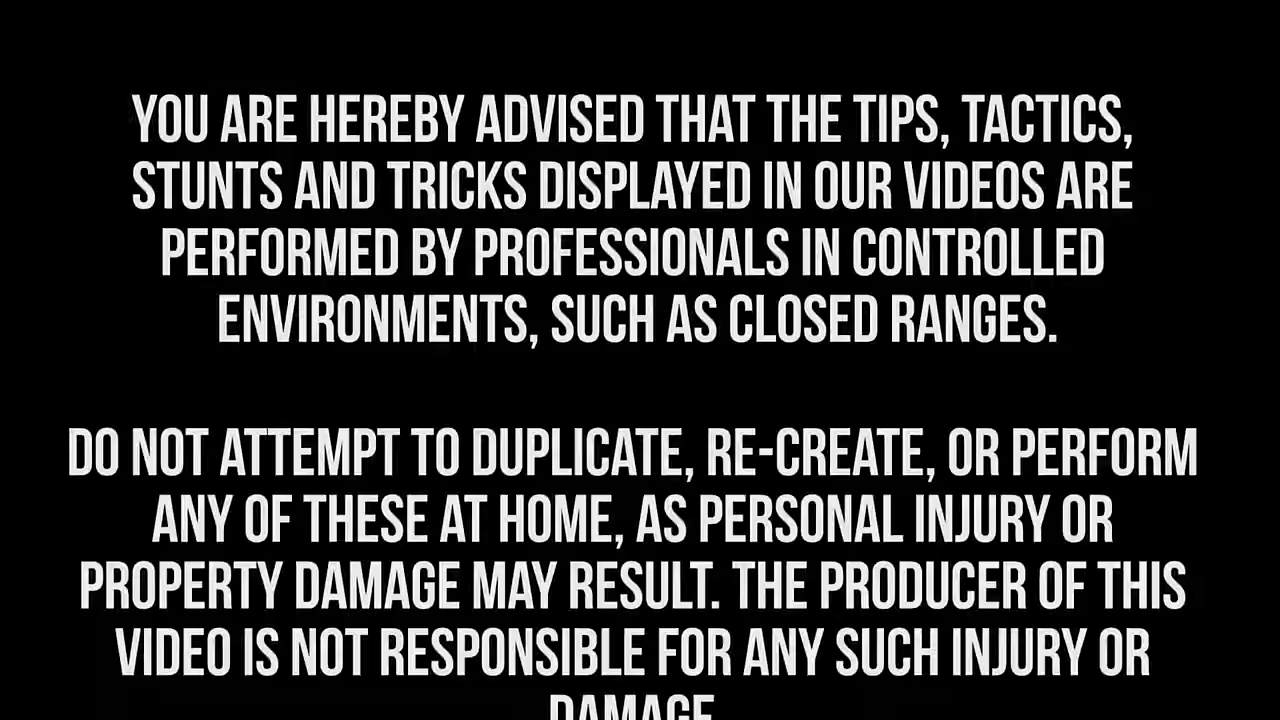 YOU ARE HEREBY ADVISED THAT THE TIPS, TACTICS,
STUNTS AND TRICKS DISPLAYED IN OUR VIDEOS ARE
PERFORMED BY PROFESSIONALS IN CONTROLLED
ENVIRONMENTS, SUCH AS CLOSED RANGES.
DO NOT ATTEMPT TO DUPLICATE, RE-CREATE, OR PERFORM
ANY OF THESE AT HOME, AS PERSONAL INJURY OR
PROPERTY DAMAGE MAY RESULT. THE PRODUCER OF THIS
VIDEO IS NOT RESPONSIBLE FOR ANY SUCH INJURY OR
DAMAGE